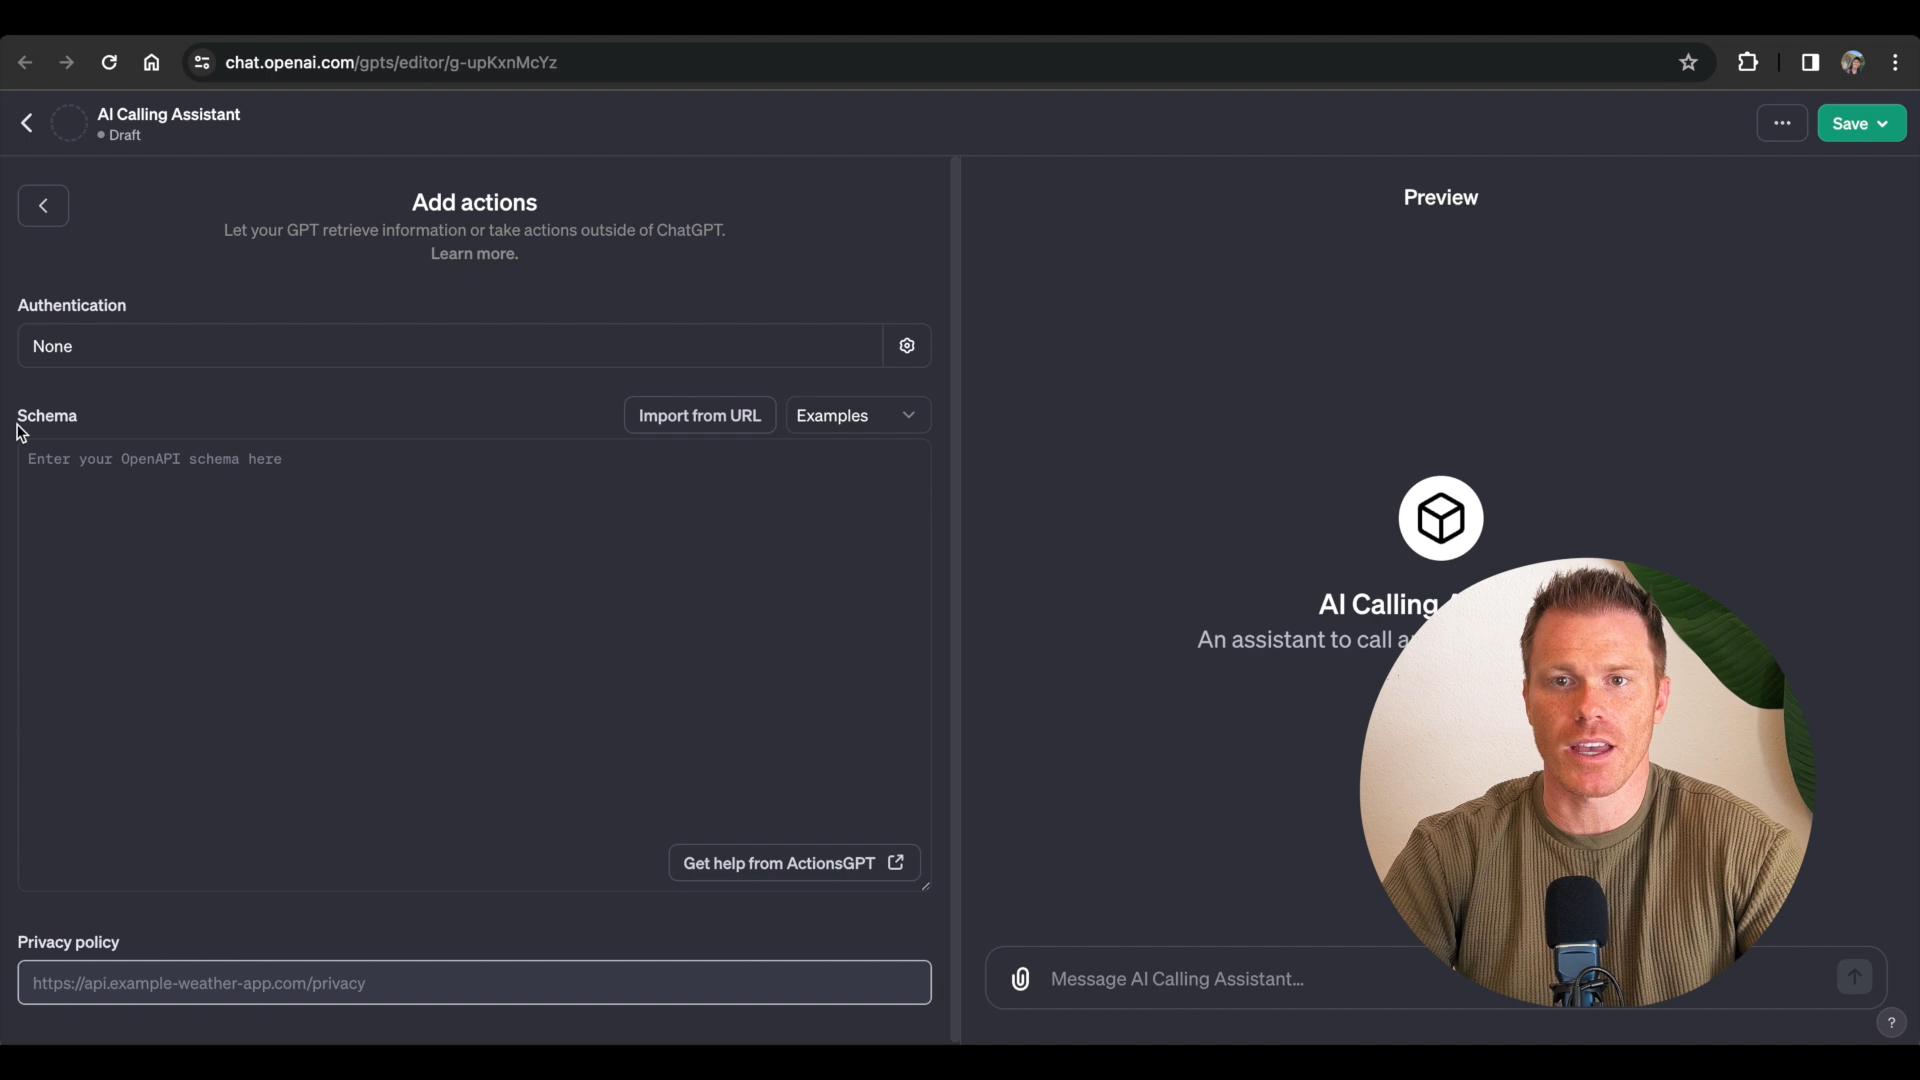 chat.openai.com/gpts/editor/g-upKxnMcYz
AI Calling Assistant
Draft
Save
Add actions
Let your GPT retrieve information or take actions outside of ChatGPT.
Learn more.
Authentication
None
Schema
Import from URL
Examples
Enter your OpenAPI schema here
Get help from ActionsGPT
Privacy policy
https://api.example-weather-app.com/privacy
Preview
AI Calling
An assistant to call
Message AI Calling Assistant...
?